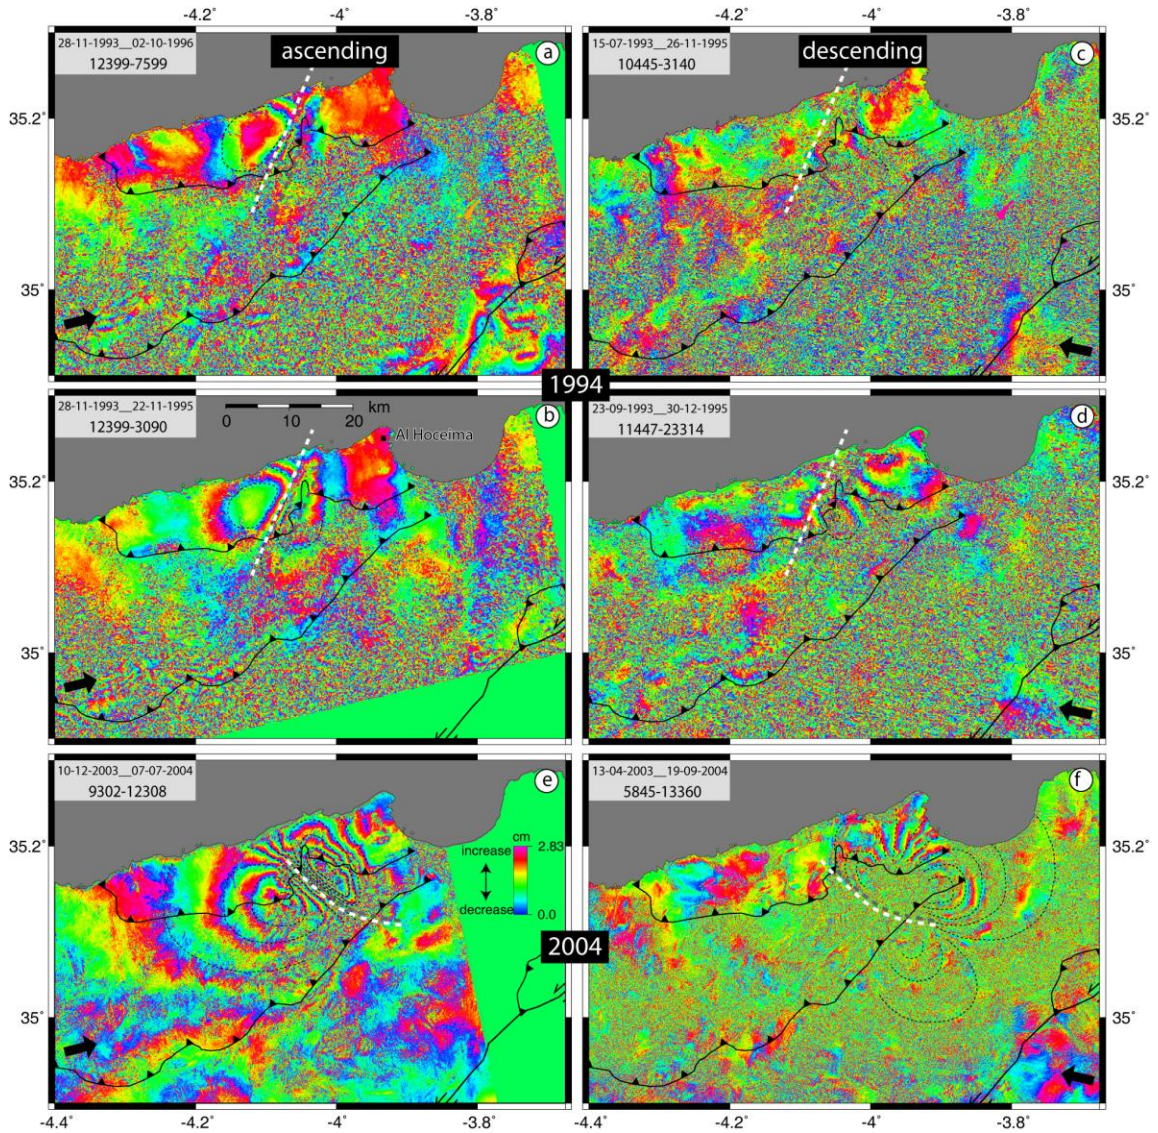 -4.2 -4 -3.8 -4.2 -4 -3.8
28-11-1993__02-10-1996
12399-7599
ascending
a
15-07-1993__26-11-1995
10445-3140
descending
c
35.2° 35.2°
35° 35°
1994
28-11-1993__22-11-1995
12399-3090
0 10 20 km
Al Hoceima
b
23-09-1993__30-12-1995
11447-23314
d
35.2° 35.2°
35° 35°
10-12-2003__07-07-2004
9302-12308
e
cm
increase 2.83
decrease 0.0
13-04-2003__19-09-2004
5845-13360
f
35.2° 35.2°
2004
35° 35°
-4.4° -4.2° -4° -3.8° -4.4° -4.2° -4° -3.8°